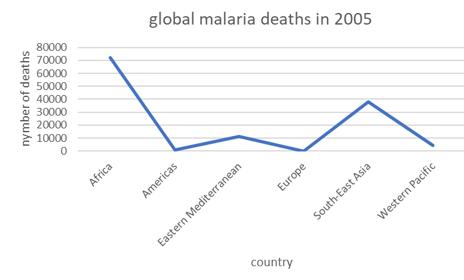 global malaria deaths in 2005
nymber of deaths
80000
70000
60000
50000
40000
30000
20000
10000
0
Africa
Americas
Eastern Mediterranean
Europe
South-East Asia
Western Pacific
country